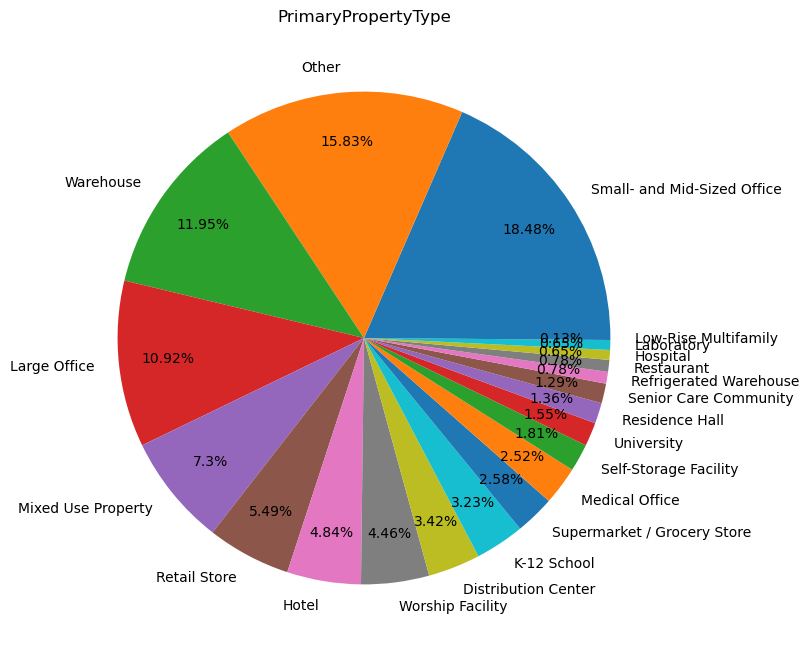 PrimaryPropertyType
Other
15.83%
Small- and Mid-Sized Office
18.48%
Warehouse
11.95%
Large Office
10.92%
Mixed Use Property
7.3%
Retail Store
5.49%
Hotel
4.84%
Worship Facility
4.46%
Distribution Center
3.42%
K-12 School
3.23%
Supermarket / Grocery Store
2.58%
Medical Office
2.52%
Self-Storage Facility
1.81%
University
1.55%
Residence Hall
1.36%
Senior Care Community
1.29%
Refrigerated Warehouse
0.78%
Restaurant
0.78%
Hospital
0.65%
Laboratory
0.65%
Low-Rise Multifamily
0.13%